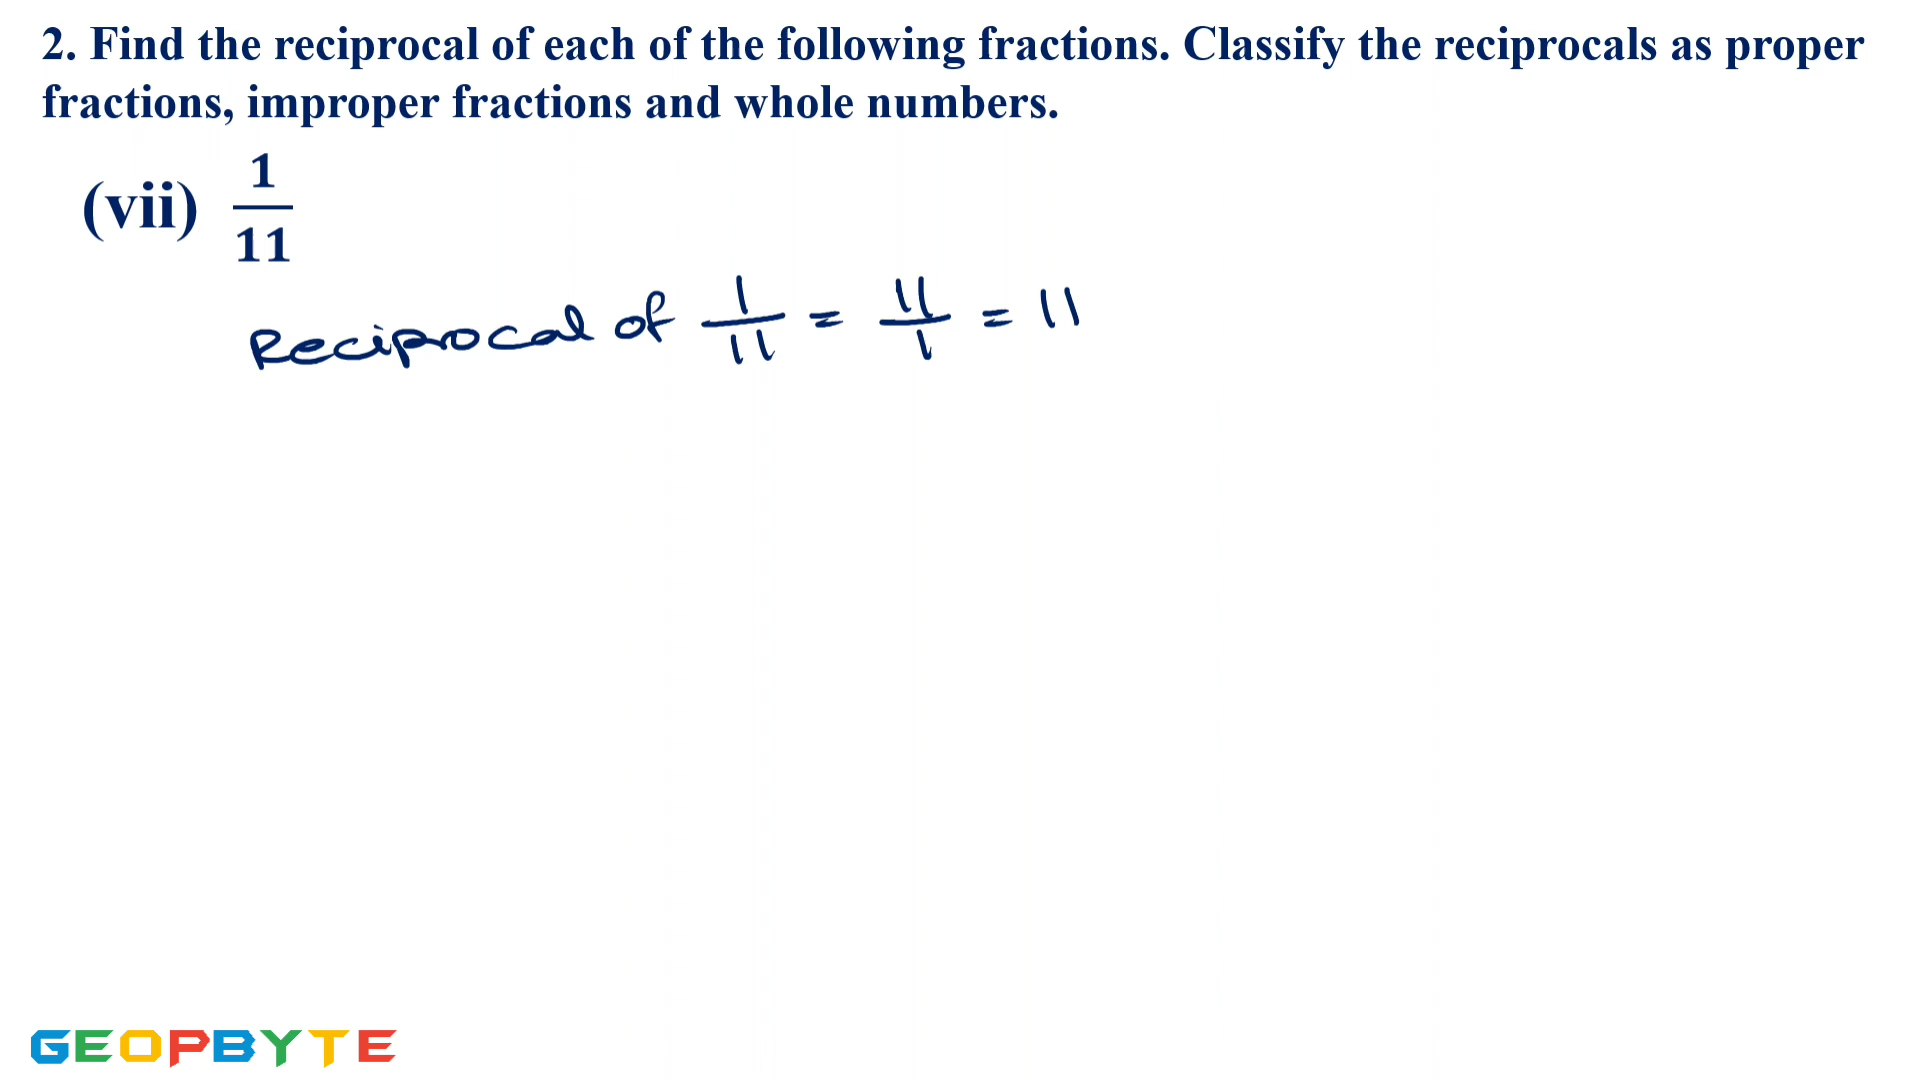 2. Find the reciprocal of each of the following fractions. Classify the reciprocals as proper
fractions, improper fractions and whole numbers.
(vii) 1/11
Reciprocal of 1/11 = 11/1 = 11
GEOPBYTE